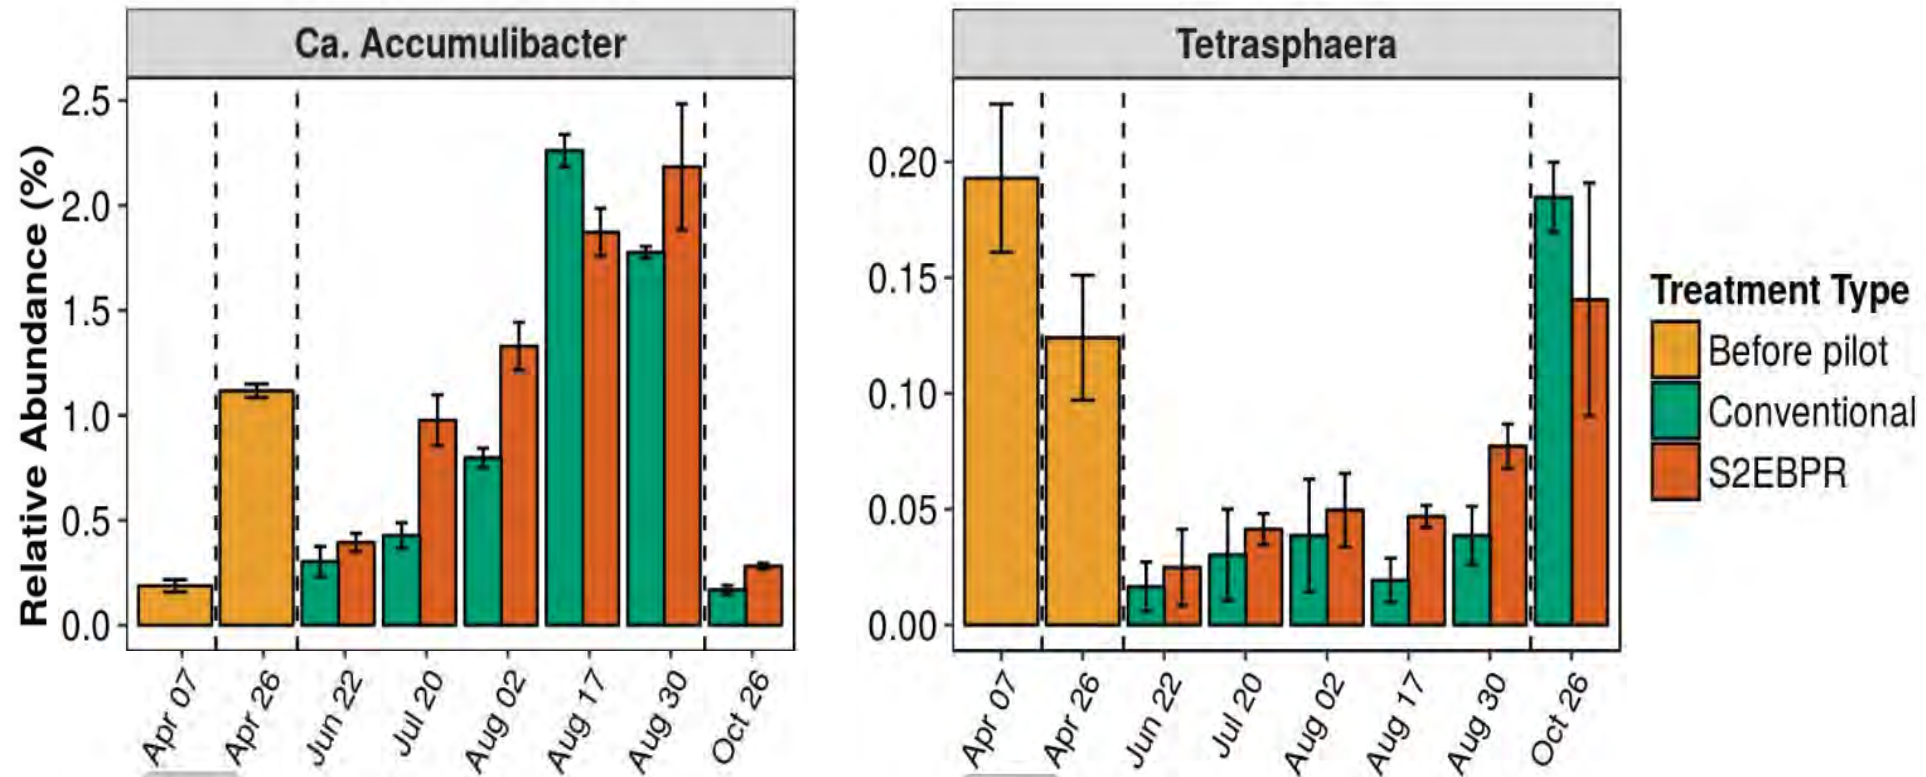 Ca. Accumulibacter
Tetrasphaera
Relative Abundance (%)
2.5
2.0
1.5
1.0
0.5
0.0
Apr 07
Apr 26
Jun 22
Jul 20
Aug 02
Aug 17
Aug 30
Oct 26
0.20
0.15
0.10
0.05
0.00
Apr 07
Apr 26
Jun 22
Jul 20
Aug 02
Aug 17
Aug 30
Oct 26
Treatment Type
Before pilot
Conventional
S2EBPR